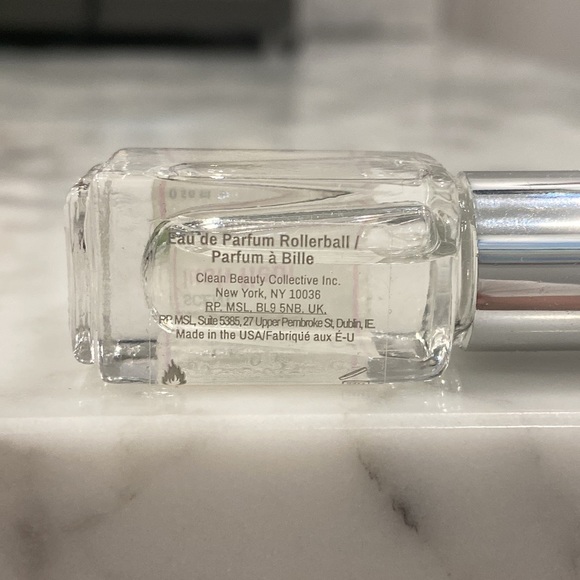 Eau de Parfum Rollerball /
Parfum à Bille
Clean Beauty Collective Inc.
New York, NY 10036
RP. MSL, BL9 5NB, UK.
RP. MSL, Suite 5385, 27 Upper Pembroke St, Dublin, IE.
Made in the USA/Fabriqué aux É-U